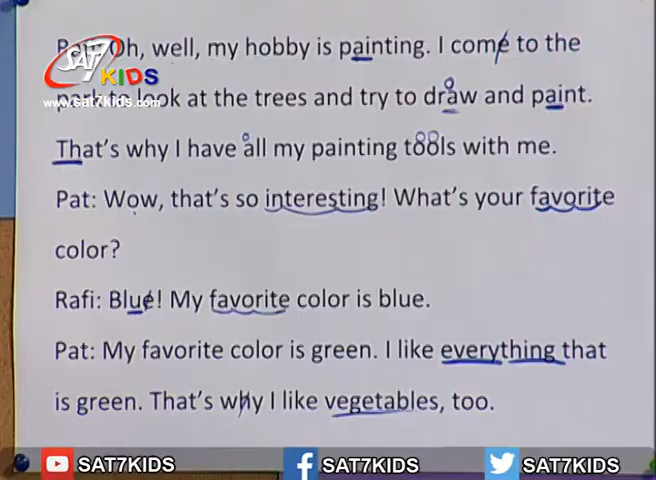 Oh, well, my hobby is painting. I come to the
SAT7 KIDS
www.sat7kids.com
to look at the trees and try to draw and paint.
That's why I have all my painting tools with me.
Pat: Wow, that's so interesting! What's your favorite
color?
Rafi: Blue! My favorite color is blue.
Pat: My favorite color is green. I like everything that
is green. That's why I like vegetables, too.
SAT7KIDS SAT7KIDS SAT7KIDS